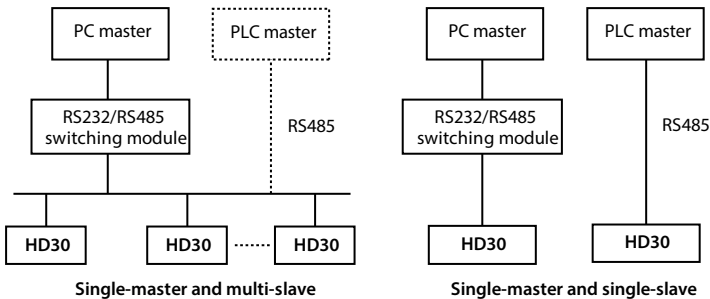 PC master
PLC master
RS232/RS485
switching module
RS485
HD30
HD30
HD30
Single-master and multi-slave
PC master
PLC master
RS232/RS485
switching module
RS485
HD30
HD30
Single-master and single-slave